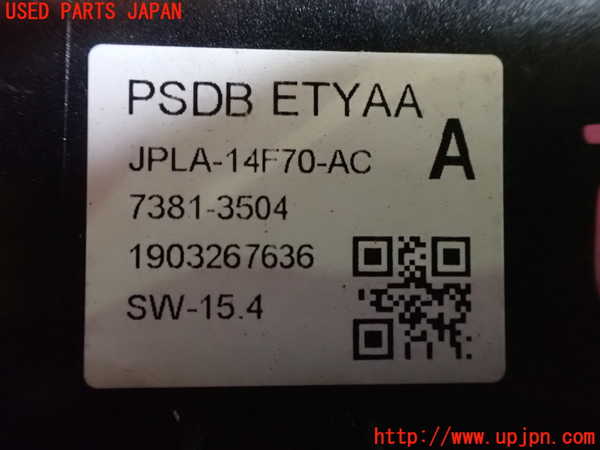 USED PARTS JAPAN
PSDB ETYAA
JPLA-14F70-AC
A
7381-3504
1903267636
SW-15.4
http://www.upjpn.com/